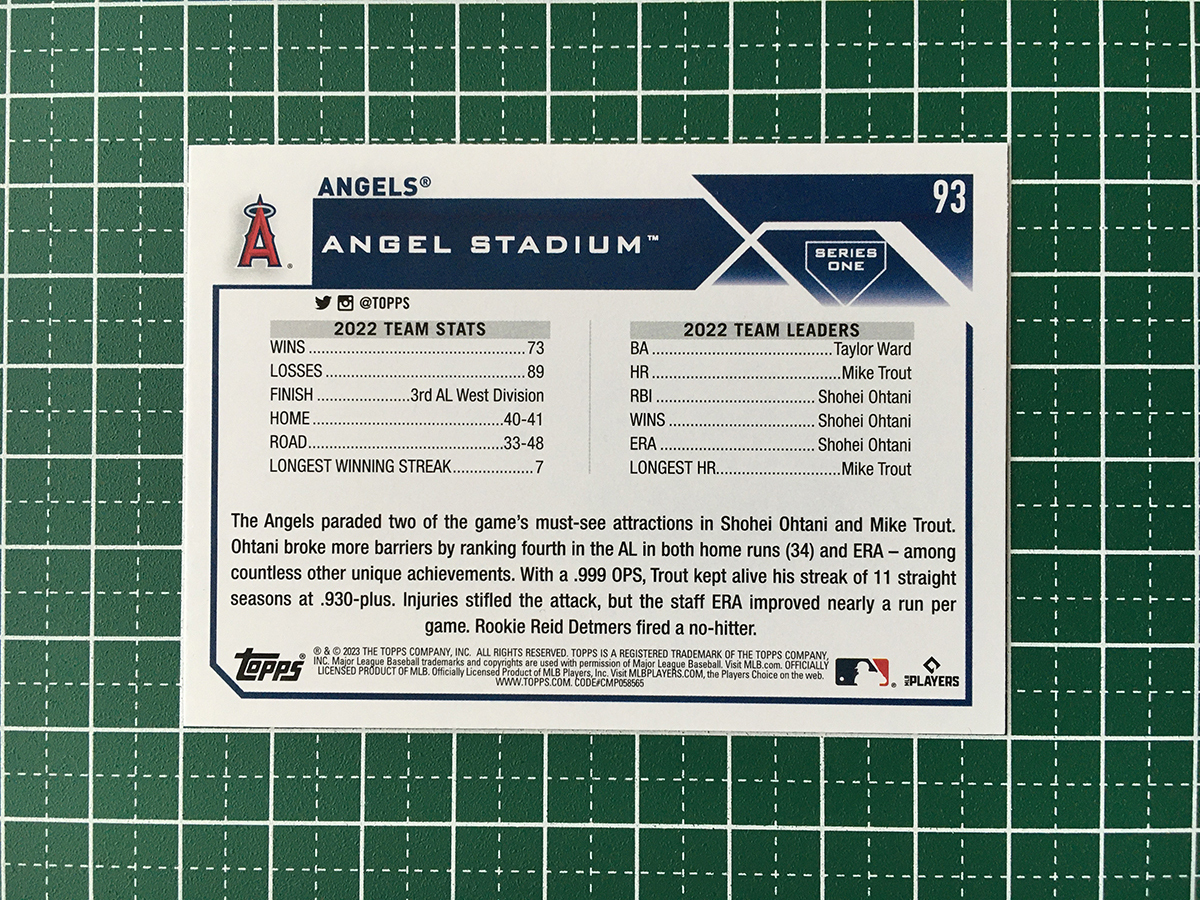 ANGELS®
93
A
ANGEL STADIUM™
SERIES
ONE
@TOPPS
2022 TEAM STATS
WINS 73
LOSSES 89
FINISH 3rd AL West Division
HOME 40-41
ROAD 33-48
LONGEST WINNING STREAK 7
2022 TEAM LEADERS
BA Taylor Ward
HR Mike Trout
RBI Shohei Ohtani
WINS Shohei Ohtani
ERA Shohei Ohtani
LONGEST HR Mike Trout
The Angels paraded two of the game's must-see attractions in Shohei Ohtani and Mike Trout.
Ohtani broke more barriers by ranking fourth in the AL in both home runs (34) and ERA – among
countless other unique achievements. With a .999 OPS, Trout kept alive his streak of 11 straight
seasons at .930-plus. Injuries stifled the attack, but the staff ERA improved nearly a run per
game. Rookie Reid Detmers fired a no-hitter.
topps®
® & © 2023 THE TOPPS COMPANY, INC. ALL RIGHTS RESERVED. TOPPS IS A REGISTERED TRADEMARK OF THE TOPPS COMPANY,
INC. Major League Baseball trademarks and copyrights are used with permission of Major League Baseball. Visit MLB.com. OFFICIALLY
LICENSED PRODUCT OF MLB. Officially Licensed Product of MLB Players, Inc. Visit MLBPLAYERS.COM, the Players Choice on the web.
WWW.TOPPS.COM. CODE#CMP058565
MLB PLAYERS